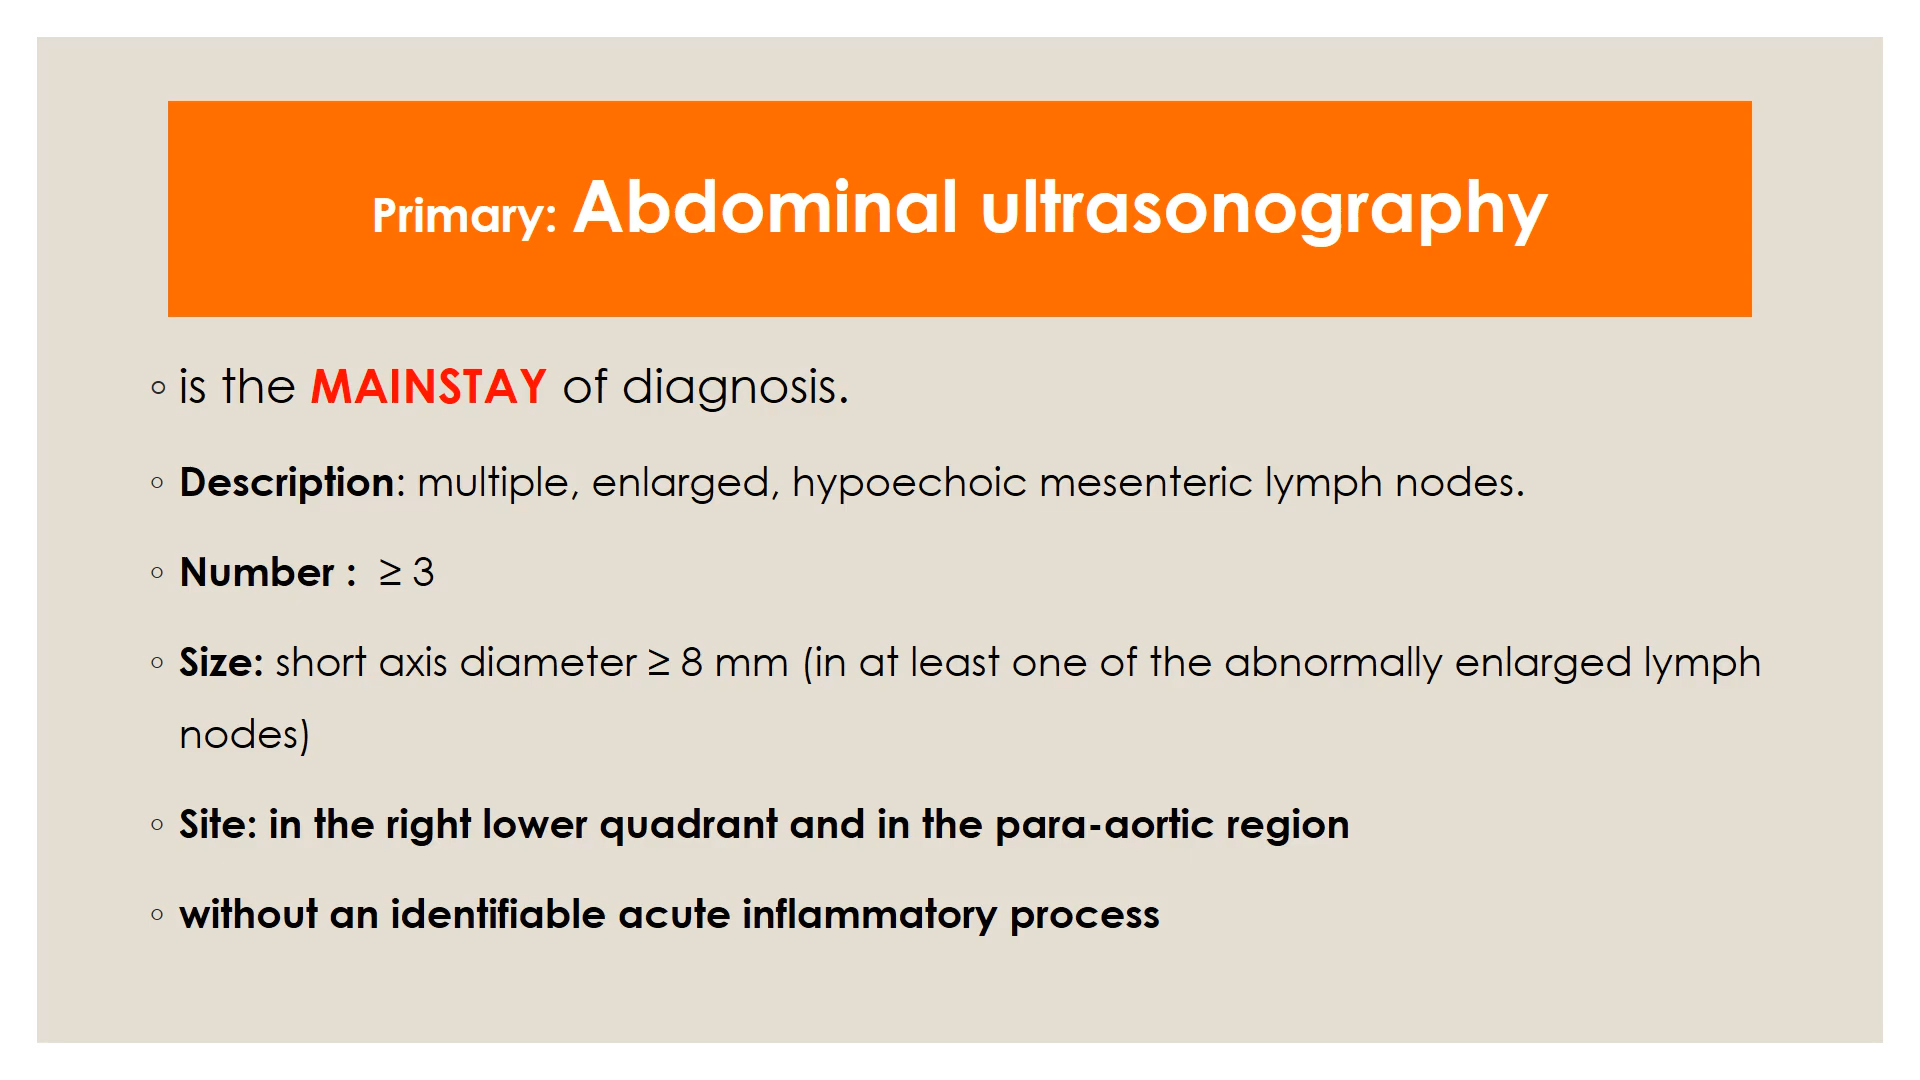 Primary: Abdominal ultrasonography
◦ is the MAINSTAY of diagnosis.
◦ Description: multiple, enlarged, hypoechoic mesenteric lymph nodes.
◦ Number :  ≥ 3
◦ Size: short axis diameter ≥ 8 mm (in at least one of the abnormally enlarged lymph
nodes)
◦ Site: in the right lower quadrant and in the para-aortic region
◦ without an identifiable acute inflammatory process